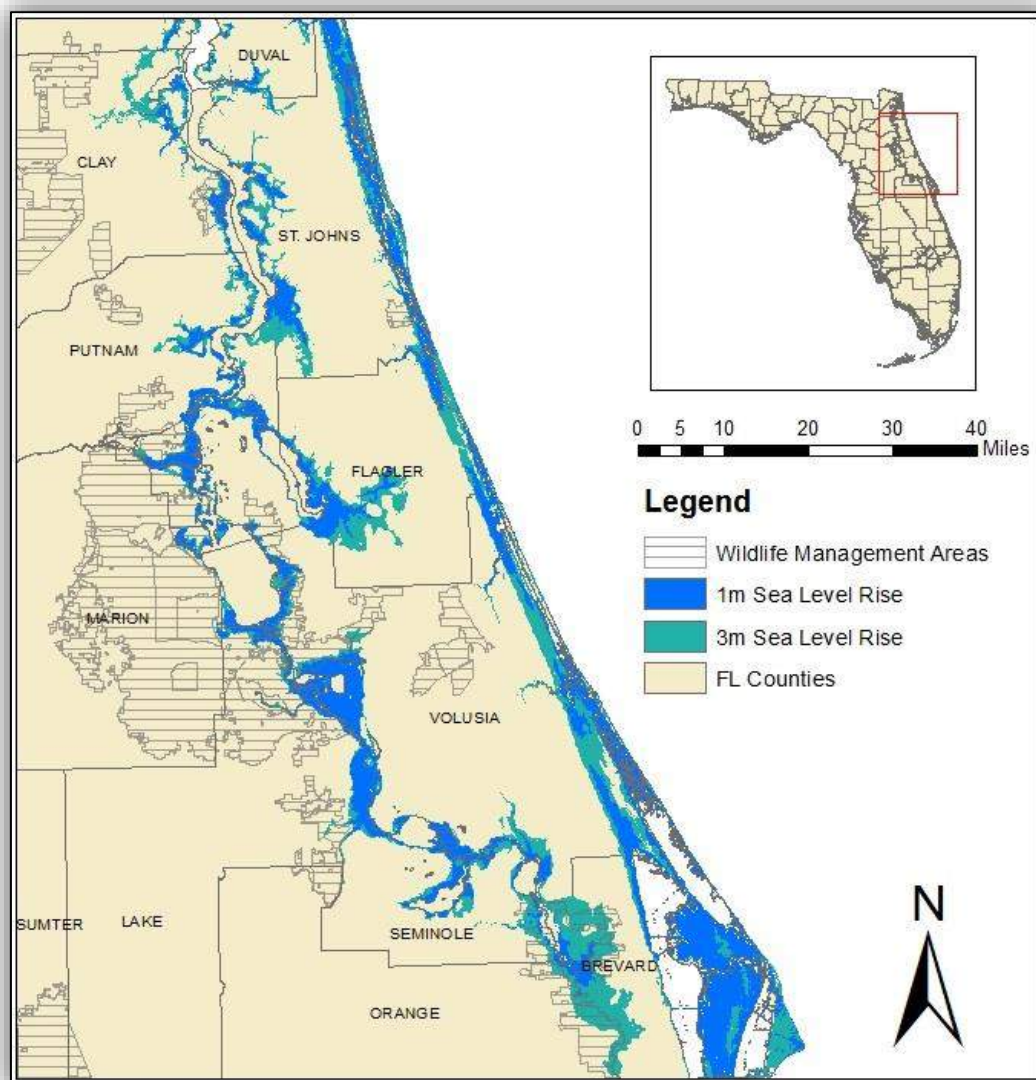 DUVAL
CLAY
ST. JOHNS
PUTNAM
FLAGLER
MARION
VOLUSIA
SUMTER
LAKE
SEMINOLE
BREVARD
ORANGE
0 5 10 20 30 40
Miles
Legend
Wildlife Management Areas
1m Sea Level Rise
3m Sea Level Rise
FL Counties
N